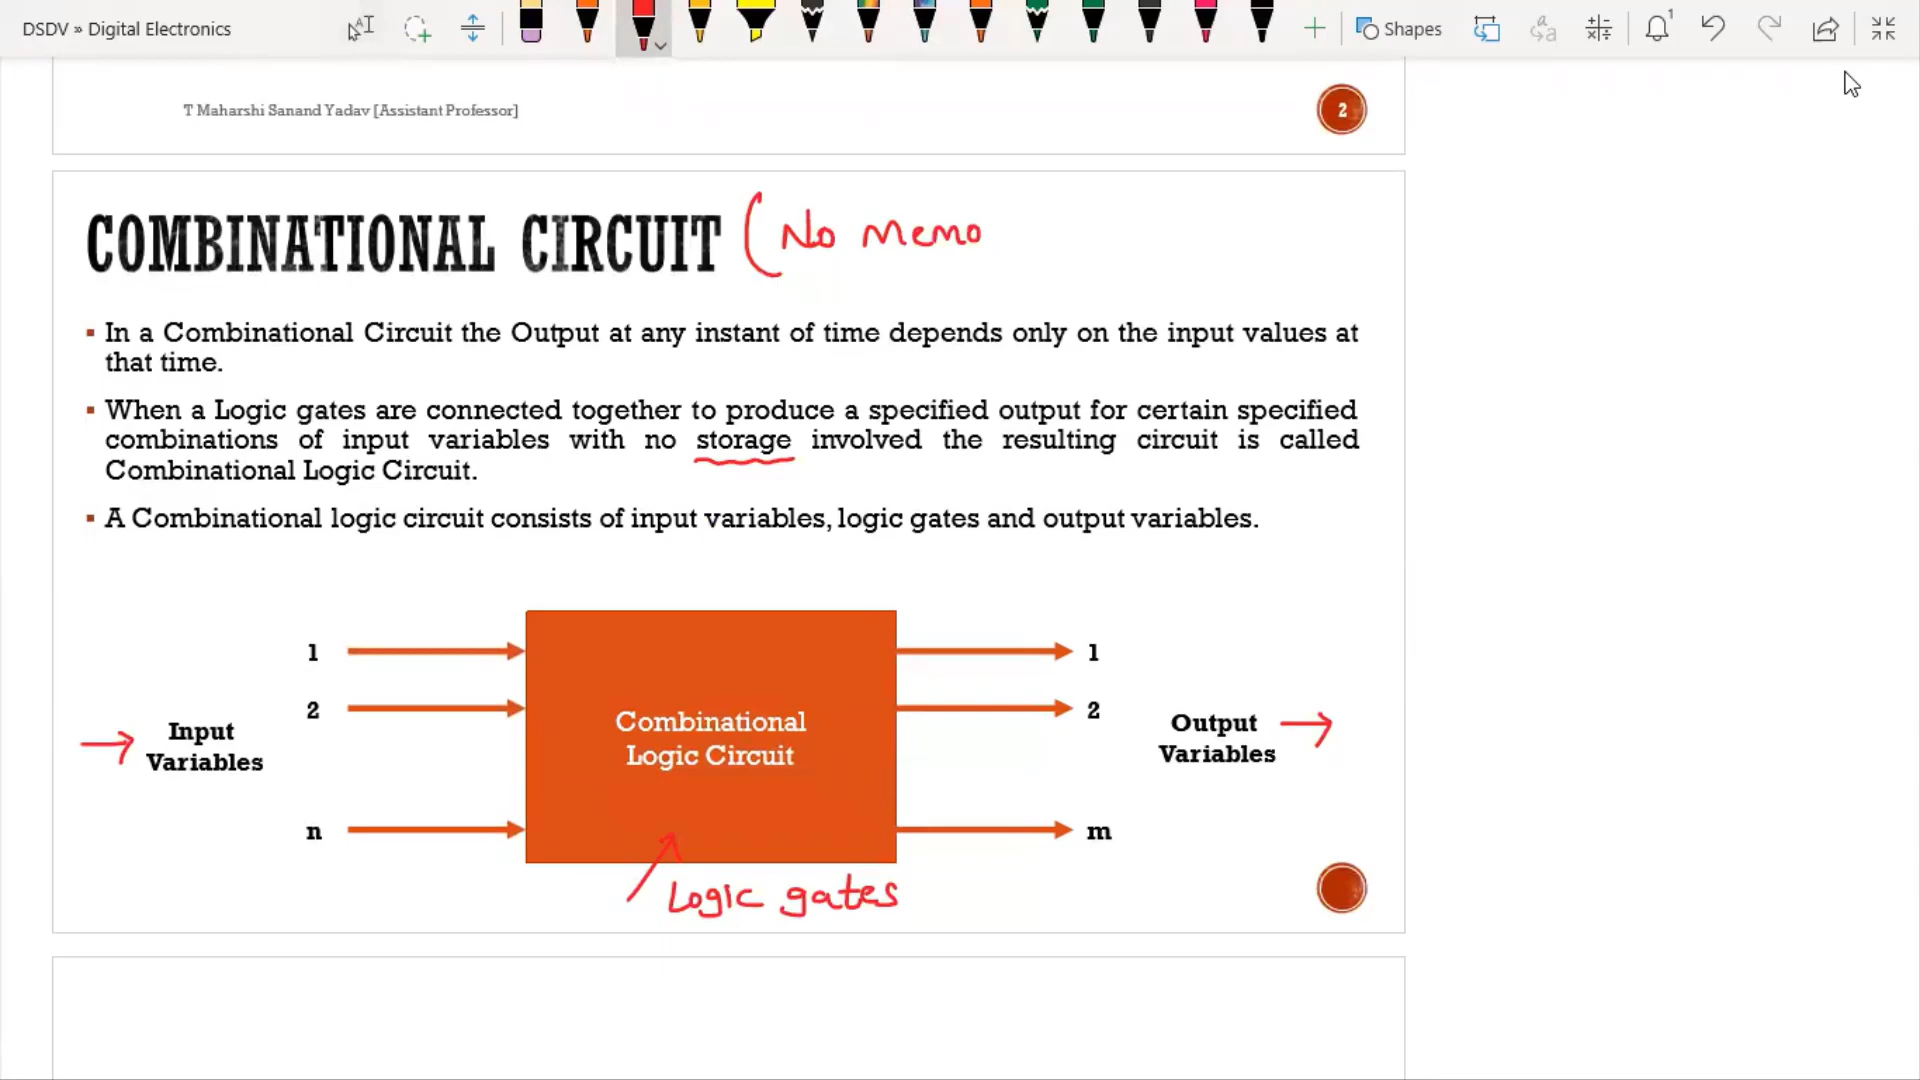 DSDV » Digital Electronics
Shapes
1
T Maharshi Sanand Yadav [Assistant Professor]
2
COMBINATIONAL CIRCUIT (No memo
▪ In a Combinational Circuit the Output at any instant of time depends only on the input values at
that time.
▪ When a Logic gates are connected together to produce a specified output for certain specified
combinations of input variables with no storage involved the resulting circuit is called
Combinational Logic Circuit.
▪ A Combinational logic circuit consists of input variables, logic gates and output variables.
1
2
n
Input
Variables
Combinational
Logic Circuit
1
2
m
Output
Variables
Logic gates